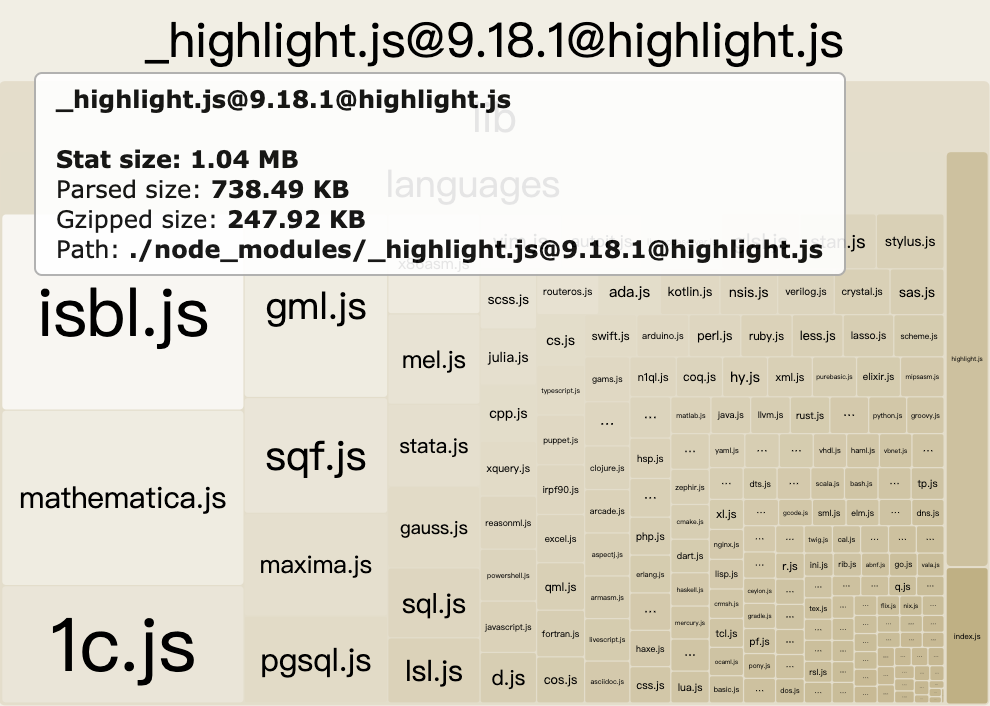 _highlight.js@9.18.1@highlight.js
_highlight.js@9.18.1@highlight.js
lib
Stat size: 1.04 MB
Parsed size: 738.49 KB
languages
Gzipped size: 247.92 KB
Path: ./node_modules/_highlight.js@9.18.1@highlight.js
.js
stylus.js
x86asm.js
isbl.js
mathematica.js
1c.js
gml.js
sqf.js
maxima.js
pgsql.js
mel.js
stata.js
gauss.js
sql.js
lsl.js
scss.js
julia.js
cpp.js
xquery.js
reasonml.js
powershell.js
javascript.js
d.js
routeros.js
ada.js
kotlin.js
nsis.js
verilog.js
crystal.js
sas.js
cs.js
typescript.js
puppet.js
irpf90.js
excel.js
qml.js
fortran.js
cos.js
swift.js
arduino.js
perl.js
ruby.js
less.js
lasso.js
scheme.js
gams.js
...
clojure.js
arcade.js
aspectj.js
armasm.js
livescript.js
asciidoc.js
n1ql.js
coq.js
hy.js
xml.js
purebasic.js
elixir.js
mipsasm.js
...
hsp.js
...
php.js
erlang.js
...
haxe.js
css.js
matlab.js
java.js
llvm.js
rust.js
...
python.js
groovy.js
...
zephir.js
cmake.js
dart.js
haskell.js
mercury.js
...
lua.js
yaml.js
...
...
vhdl.js
haml.js
vbnet.js
...
...
dts.js
...
scala.js
bash.js
...
tp.js
xl.js
...
gcode.js
sml.js
elm.js
...
dns.js
nginx.js
...
...
twig.js
cal.js
...
...
...
lisp.js
...
r.js
ini.js
rib.js
abnf.js
go.js
vala.js
crmsh.js
ceylon.js
...
...
...
...
q.js
...
tcl.js
gradle.js
...
tex.js
...
...
flix.js
nix.js
...
ocaml.js
pf.js
...
pony.js
...
rsl.js
basic.js
...
dos.js
...
highlight.js
index.js